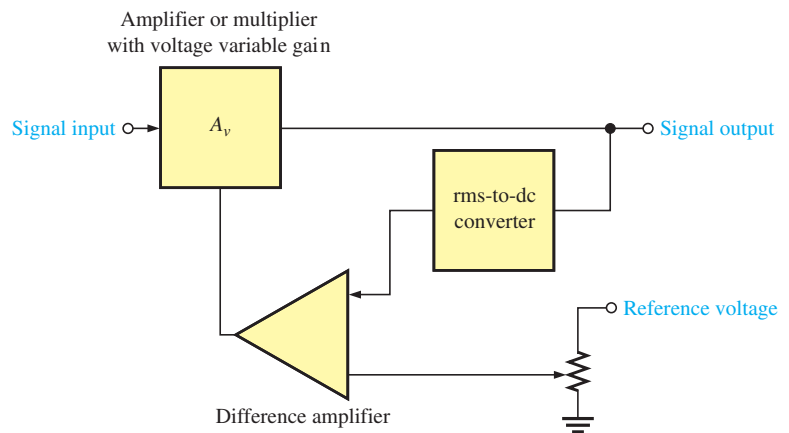 Amplifier or multiplier
with voltage variable gain
Signal input
Av
Signal output
rms-to-dc
converter
Reference voltage
Difference amplifier